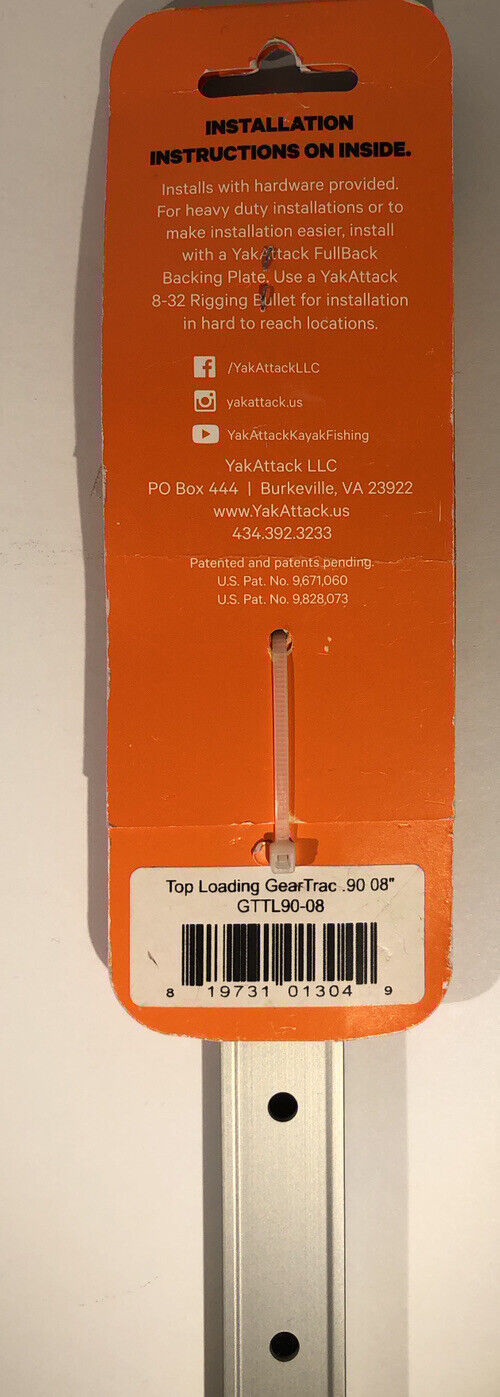 INSTALLATION
INSTRUCTIONS ON INSIDE.
Installs with hardware provided.
For heavy duty installations or to
make installation easier, install
with a YakAttack FullBack
Backing Plate. Use a YakAttack
8-32 Rigging Bullet for installation
in hard to reach locations.
/YakAttackLLC
yakattack.us
YakAttackKayakFishing
YakAttack LLC
PO Box 444 | Burkeville, VA 23922
www.YakAttack.us
434.392.3233
Patented and patents pending.
U.S. Pat. No. 9,671,060
U.S. Pat. No. 9,828,073
Top Loading GearTrac .90 08"
GTTL90-08
8 19731 01304 9